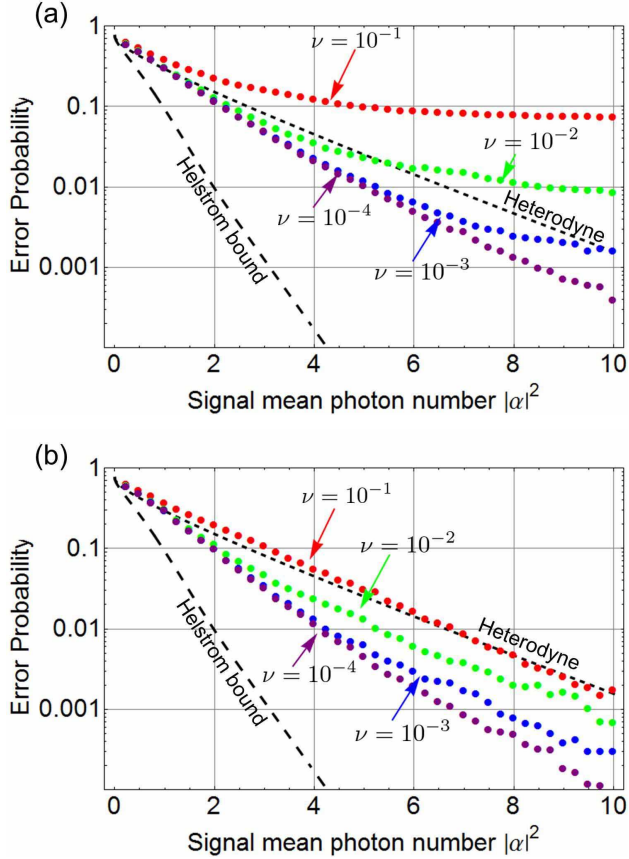 (a)
1
ν = 10⁻¹
0.1
ν = 10⁻²
Error Probability
0.01
Helstrom bound
ν = 10⁻⁴
Heterodyne
0.001
ν = 10⁻³
0 2 4 6 8 10
Signal mean photon number |α|²
(b)
1
ν = 10⁻¹
0.1
ν = 10⁻²
Error Probability
0.01
Helstrom bound
ν = 10⁻⁴
Heterodyne
0.001
ν = 10⁻³
0 2 4 6 8 10
Signal mean photon number |α|²